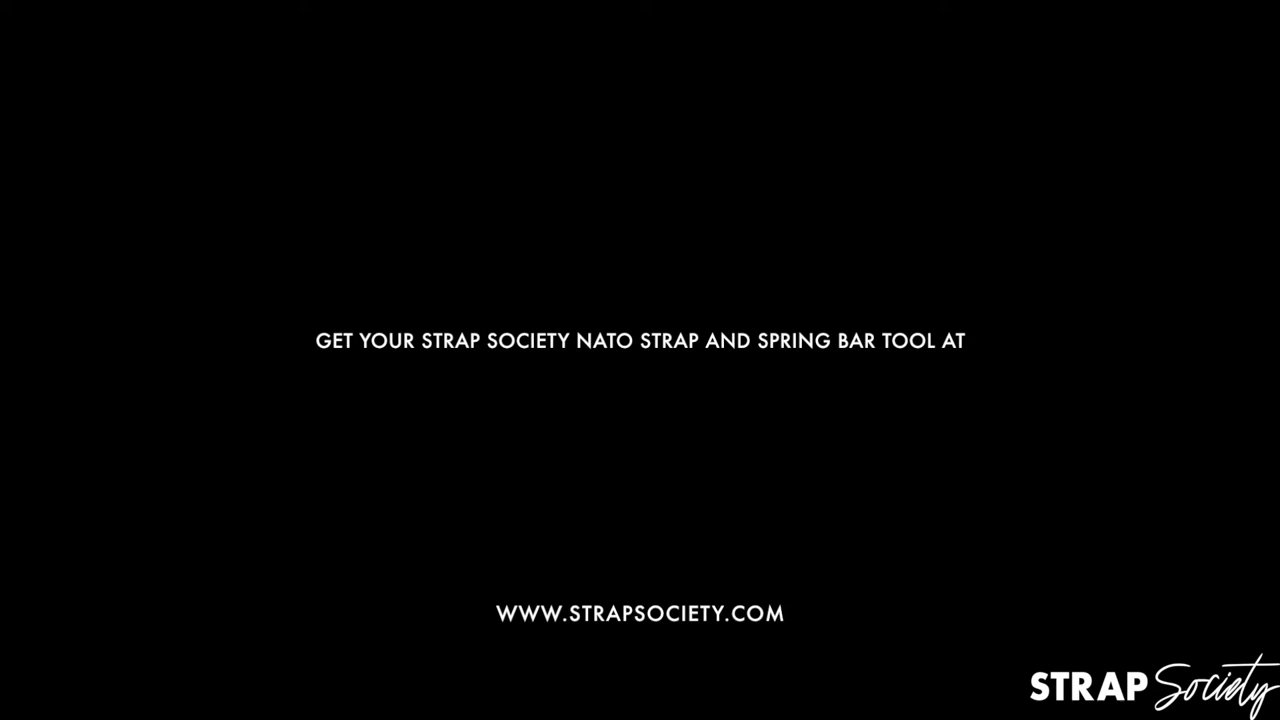 GET YOUR STRAP SOCIETY NATO STRAP AND SPRING BAR TOOL AT
WWW.STRAPSOCIETY.COM
STRAP Society